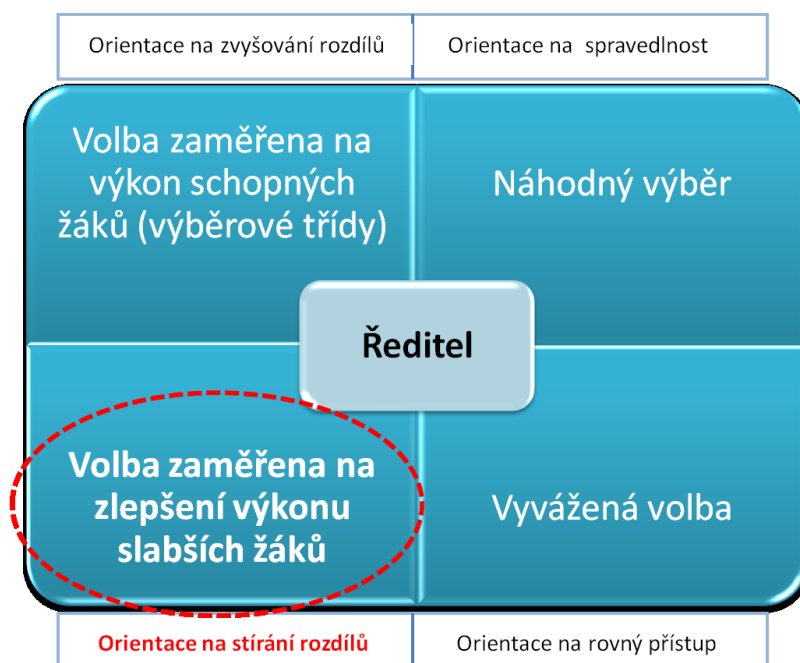 Orientace na zvyšování rozdílů
Orientace na spravedlnost
Volba zaměřena na
výkon schopných
žáků (výběrové třídy)
Náhodný výběr
Ředitel
Volba zaměřena na
zlepšení výkonu
slabších žáků
Vyvážená volba
Orientace na stírání rozdílů
Orientace na rovný přístup